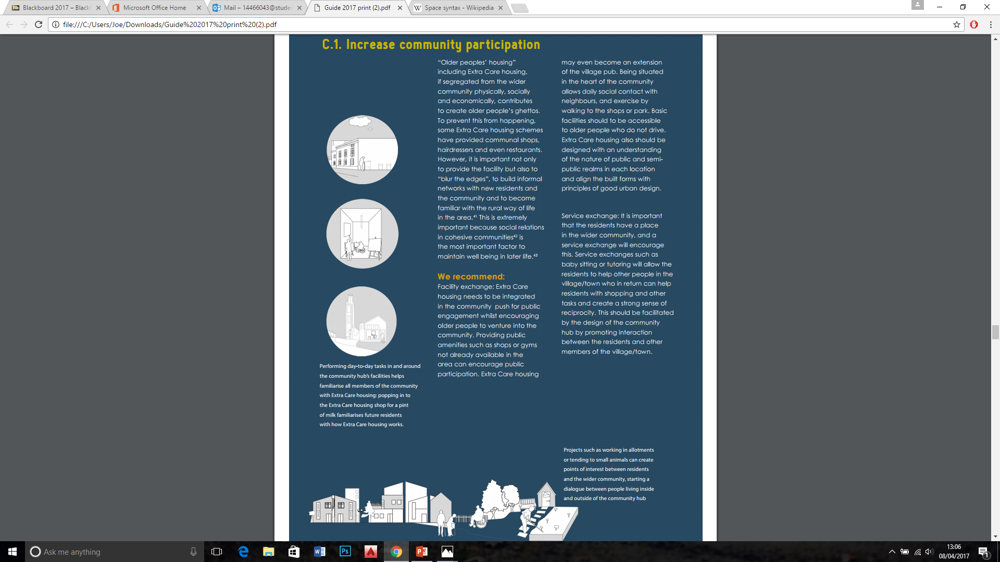 Blackboard 2017 – Black
Microsoft Office Home
Mail – 14466043@studen
Guide 2017 print (2).pdf
Space syntax - Wikipedia
file:///C:/Users/Joe/Downloads/Guide%202017%20print%20(2).pdf
C.1. Increase community participation
“Older peoples’ housing”
including Extra Care housing,
if segregated from the wider
community physically, socially
and economically, contributes
to create older people’s ghettos.
To prevent this from happening,
some Extra Care housing schemes
have provided communal shops,
hairdressers and even restaurants.
However, it is important not only
to provide the facility but also to
“blur the edges”, to build informal
networks with new residents and
the community and to become
familiar with the rural way of life
in the area.⁴¹ This is extremely
important because social relations
in cohesive communities⁴² is
the most important factor to
maintain well being in later life.⁴³
We recommend:
Facility exchange: Extra Care
housing needs to be integrated
in the community  push for public
engagement whilst encouraging
older people to venture into the
community. Providing public
amenities such as shops or gyms
not already available in the
area can encourage public
participation. Extra Care housing
may even become an extension
of the village pub. Being situated
in the heart of the community
allows daily social contact with
neighbours, and exercise by
walking to the shops or park. Basic
facilities should to be accessible
to older people who do not drive.
Extra Care housing also should be
designed with an understanding
of the nature of public and semi-
public realms in each location
and align the built forms with
principles of good urban design.
Service exchange: It is important
that the residents have a place
in the wider community, and a
service exchange will encourage
this. Service exchanges such as
baby sitting or tutoring will allow the
residents to help other people in the
village/town who in return can help
residents with shopping and other
tasks and create a strong sense of
reciprocity. This should be facilitated
by the design of the community
hub by promoting interaction
between the residents and other
members of the village/town.
Performing day-to-day tasks in and around
the community hub’s facilities helps
familiarise all members of the community
with Extra Care housing: popping in to
the Extra Care housing shop for a pint
of milk familiarises future residents
with how Extra Care housing works.
Projects such as working in allotments
or tending to small animals can create
points of interest between residents
and the wider community, starting a
dialogue between people living inside
and outside of the community hub
Ask me anything
13:06
08/04/2017
1